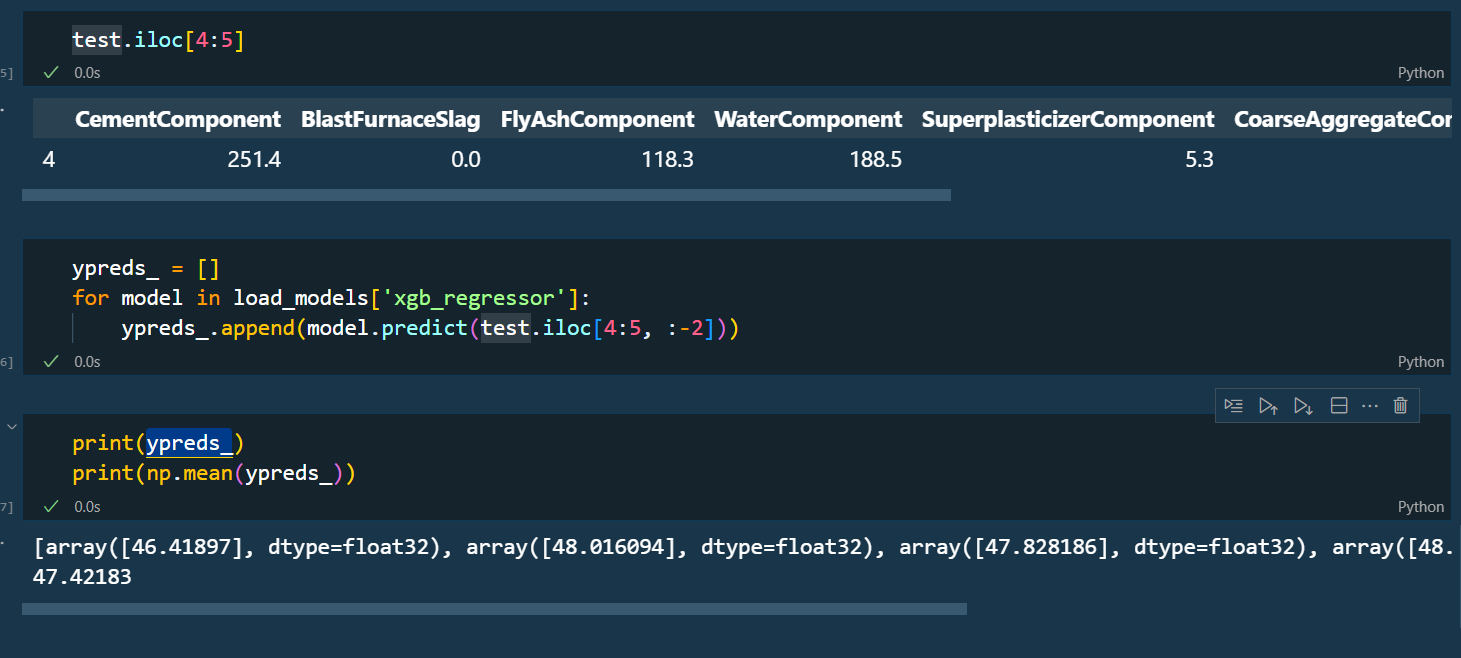 test.iloc[4:5]
5]
0.0s
Python
CementComponent BlastFurnaceSlag FlyAshComponent WaterComponent SuperplasticizerComponent CoarseAggregateCor
4 251.4 0.0 118.3 188.5 5.3
ypreds_ = []
for model in load_models['xgb_regressor']:
ypreds_.append(model.predict(test.iloc[4:5, :-2]))
6]
0.0s
Python
print(ypreds_)
print(np.mean(ypreds_))
7]
0.0s
Python
[array([46.41897], dtype=float32), array([48.016094], dtype=float32), array([47.828186], dtype=float32), array([48.
47.42183